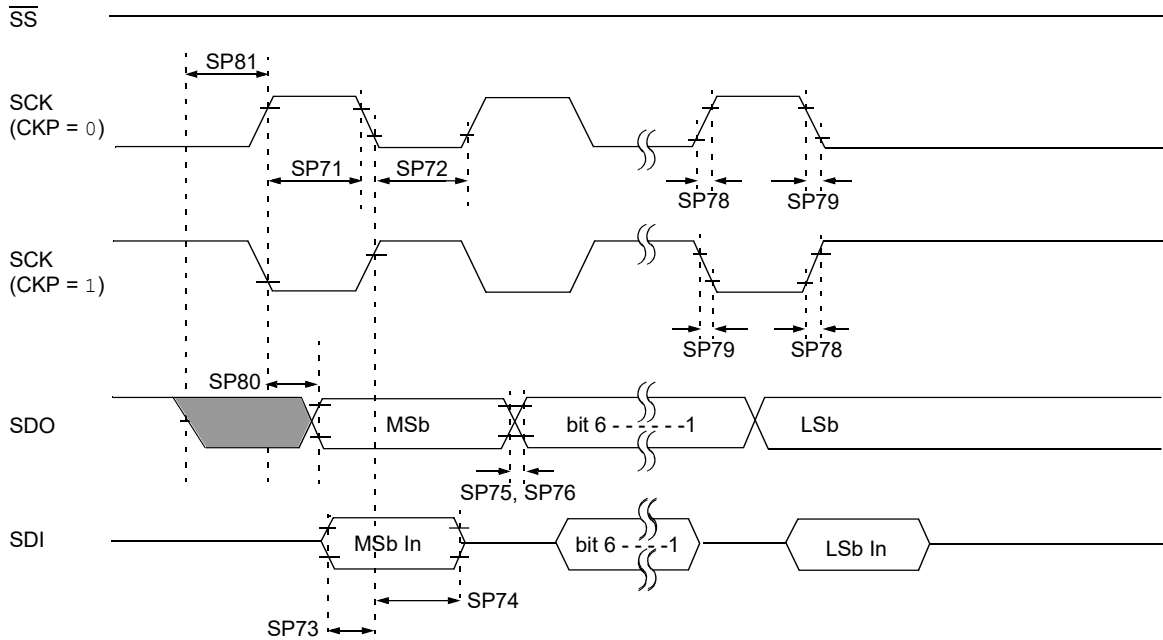 SS
SP81
SCK
(CKP = 0)
SP71
SP72
SP78
SP79
SCK
(CKP = 1)
SP79
SP78
SP80
SDO
MSb
bit 6 - - - - - -1
LSb
SP75, SP76
SDI
MSb In
bit 6 - - - - -1
LSb In
SP74
SP73